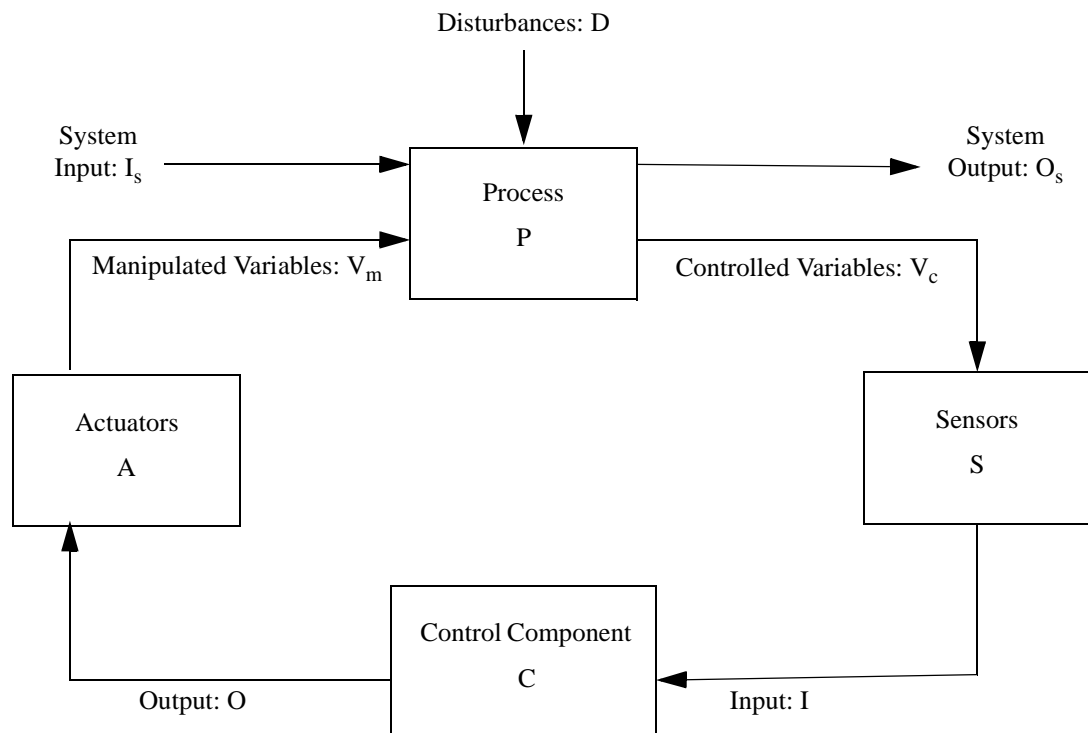 Disturbances: D
System
Input: Is
System
Output: Os
Process
P
Manipulated Variables: Vm
Controlled Variables: Vc
Actuators
A
Sensors
S
Control Component
C
Output: O
Input: I